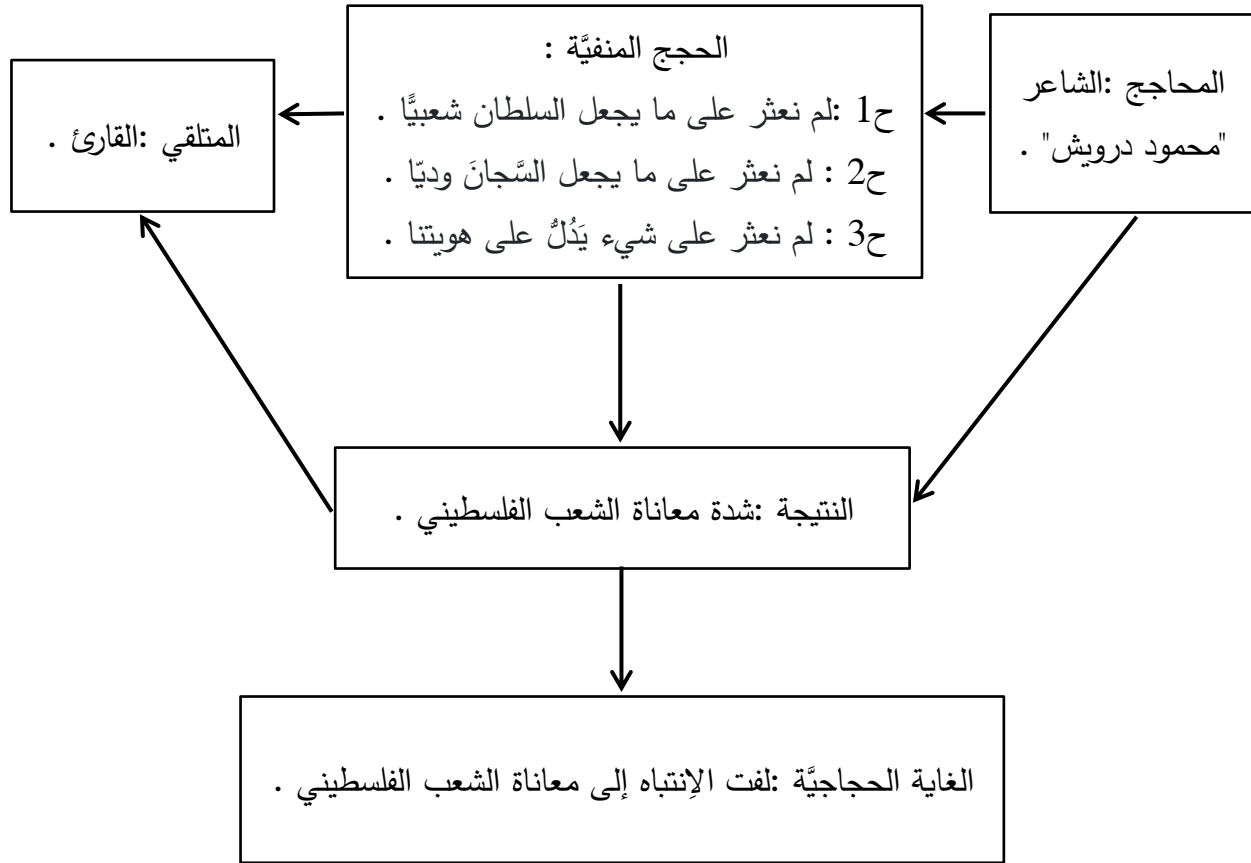 المحاجج :الشاعر
"محمود درويش" .
الحجج المنفيَّة :
ح1 :لم نعثر على ما يجعل السلطان شعبيًّا .
ح2 : لم نعثر على ما يجعل السَّجانَ وديّا .
ح3 : لم نعثر على شيء يَدُلُّ على هويتنا .
المتلقي :القارئ .
النتيجة :شدة معاناة الشعب الفلسطيني .
الغاية الحجاجيَّة :لفت الإِنتباه إلى معاناة الشعب الفلسطيني .